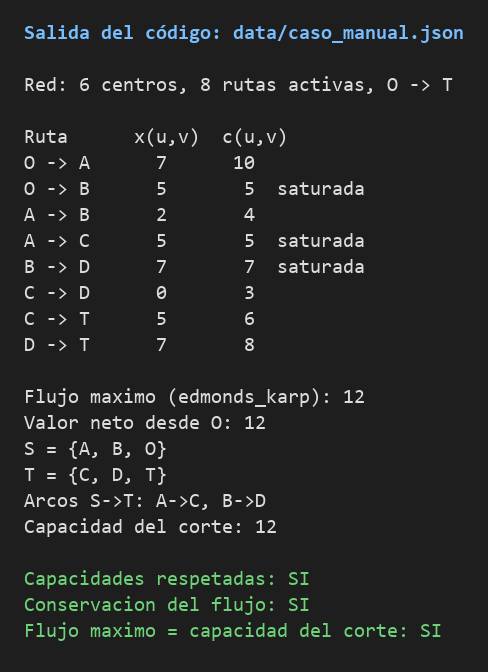 Salida del código: data/caso_manual.json
Red: 6 centros, 8 rutas activas, O -> T
Ruta x(u,v) c(u,v)
O -> A 7 10
O -> B 5 5 saturada
A -> B 2 4
A -> C 5 5 saturada
B -> D 7 7 saturada
C -> D 0 3
C -> T 5 6
D -> T 7 8
Flujo maximo (edmonds_karp): 12
Valor neto desde O: 12
S = {A, B, O}
T = {C, D, T}
Arcos S->T: A->C, B->D
Capacidad del corte: 12
Capacidades respetadas: SI
Conservacion del flujo: SI
Flujo maximo = capacidad del corte: SI